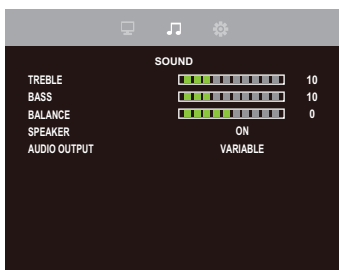 SOUND
TREBLE 10
BASS 10
BALANCE 0
SPEAKER ON
AUDIO OUTPUT VARIABLE